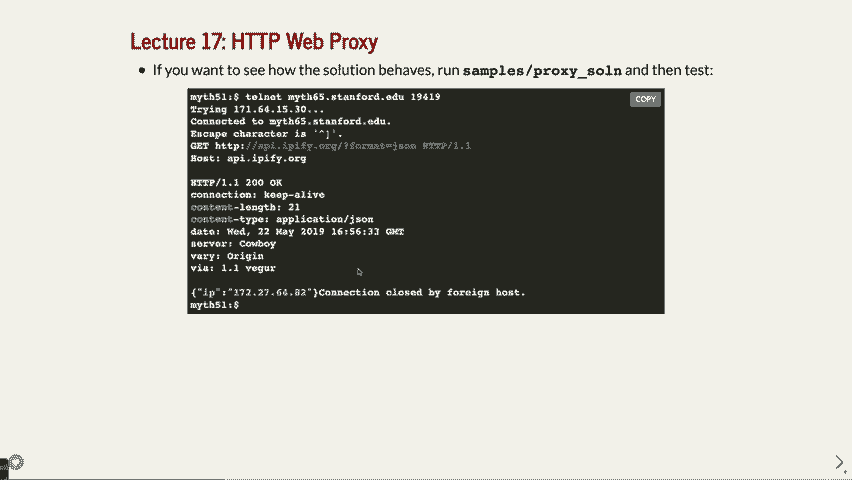 Lecture 17: HTTP Web Proxy
• If you want to see how the solution behaves, run samples/proxy_soln and then test:
COPY
myth51:$ telnet myth65.stanford.edu 19419
Trying 171.64.15.30...
Connected to myth65.stanford.edu.
Escape character is '^]'.
GET http://api.ipify.org/?format=json HTTP/1.1
Host: api.ipify.org
HTTP/1.1 200 OK
connection: keep-alive
content-length: 21
content-type: application/json
date: Wed, 22 May 2019 16:56:33 GMT
server: Cowboy
vary: Origin
via: 1.1 vegur
{"ip":"172.27.64.82"}Connection closed by foreign host.
myth51:$